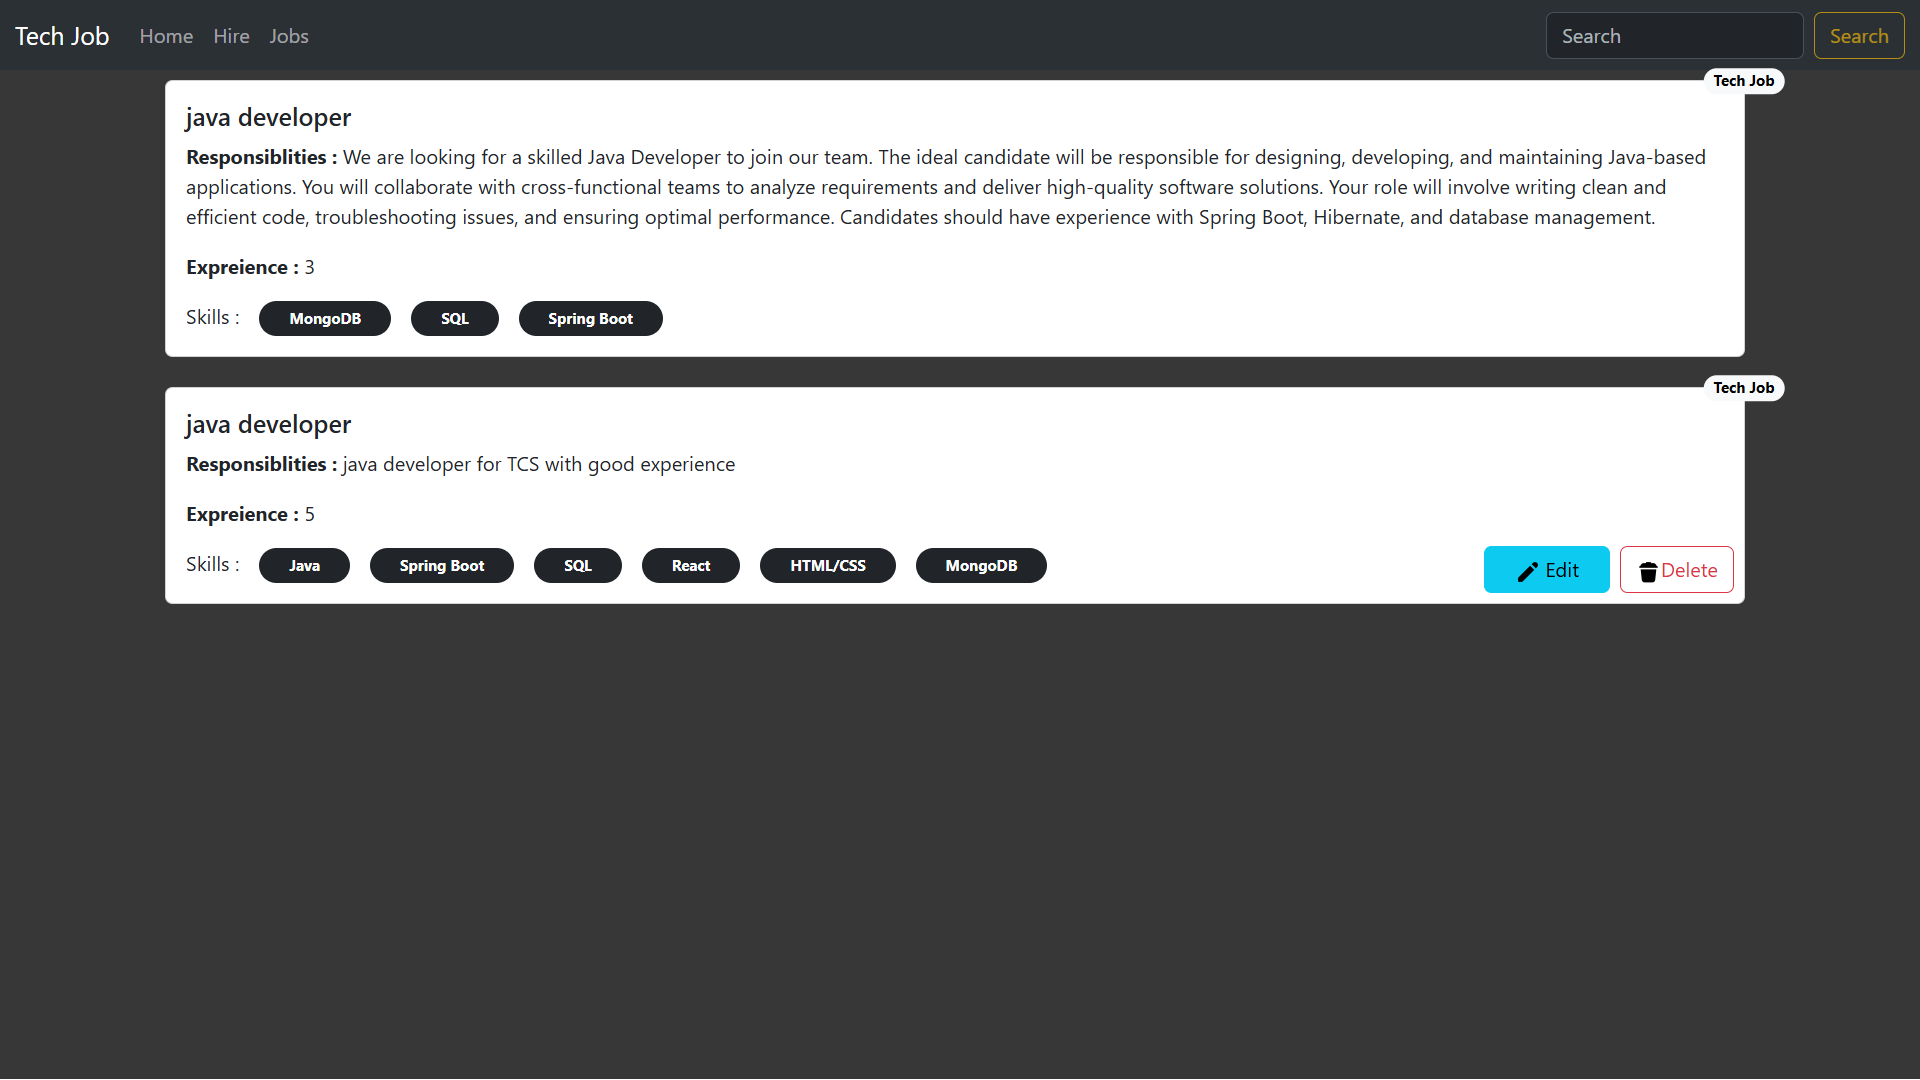 Tech Job Home Hire Jobs Search Search
Tech Job
java developer
Responsiblities : We are looking for a skilled Java Developer to join our team. The ideal candidate will be responsible for designing, developing, and maintaining Java-based
applications. You will collaborate with cross-functional teams to analyze requirements and deliver high-quality software solutions. Your role will involve writing clean and
efficient code, troubleshooting issues, and ensuring optimal performance. Candidates should have experience with Spring Boot, Hibernate, and database management.
Expreience : 3
Skills : MongoDB SQL Spring Boot
Tech Job
java developer
Responsiblities : java developer for TCS with good experience
Expreience : 5
Skills : Java Spring Boot SQL React HTML/CSS MongoDB Edit Delete